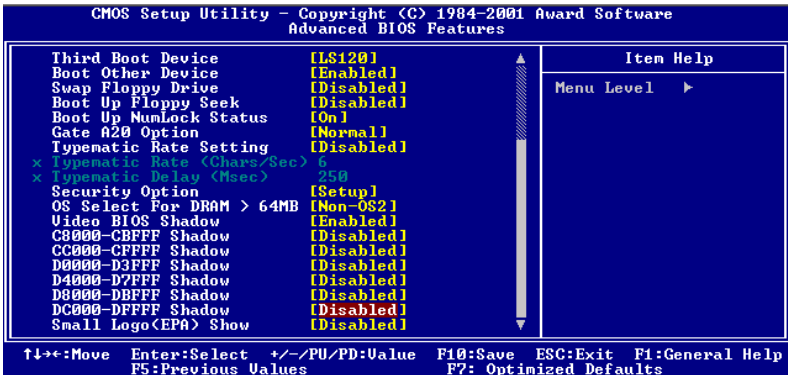 CMOS Setup Utility - Copyright (C) 1984-2001 Award Software
Advanced BIOS Features
Third Boot Device [LS120]
Boot Other Device [Enabled]
Swap Floppy Drive [Disabled]
Boot Up Floppy Seek [Disabled]
Boot Up NumLock Status [On]
Gate A20 Option [Normal]
Typematic Rate Setting [Disabled]
x Typematic Rate (Chars/Sec) 6
x Typematic Delay (Msec) 250
Security Option [Setup]
OS Select For DRAM > 64MB [Non-OS2]
Video BIOS Shadow [Enabled]
C8000-CBFFF Shadow [Disabled]
CC000-CFFFF Shadow [Disabled]
D0000-D3FFF Shadow [Disabled]
D4000-D7FFF Shadow [Disabled]
D8000-DBFFF Shadow [Disabled]
DC000-DFFFF Shadow [Disabled]
Small Logo(EPA) Show [Disabled]
Item Help
Menu Level ►
↑↓→←:Move Enter:Select +/-/PU/PD:Value F10:Save ESC:Exit F1:General Help
F5:Previous Values F7: Optimized Defaults